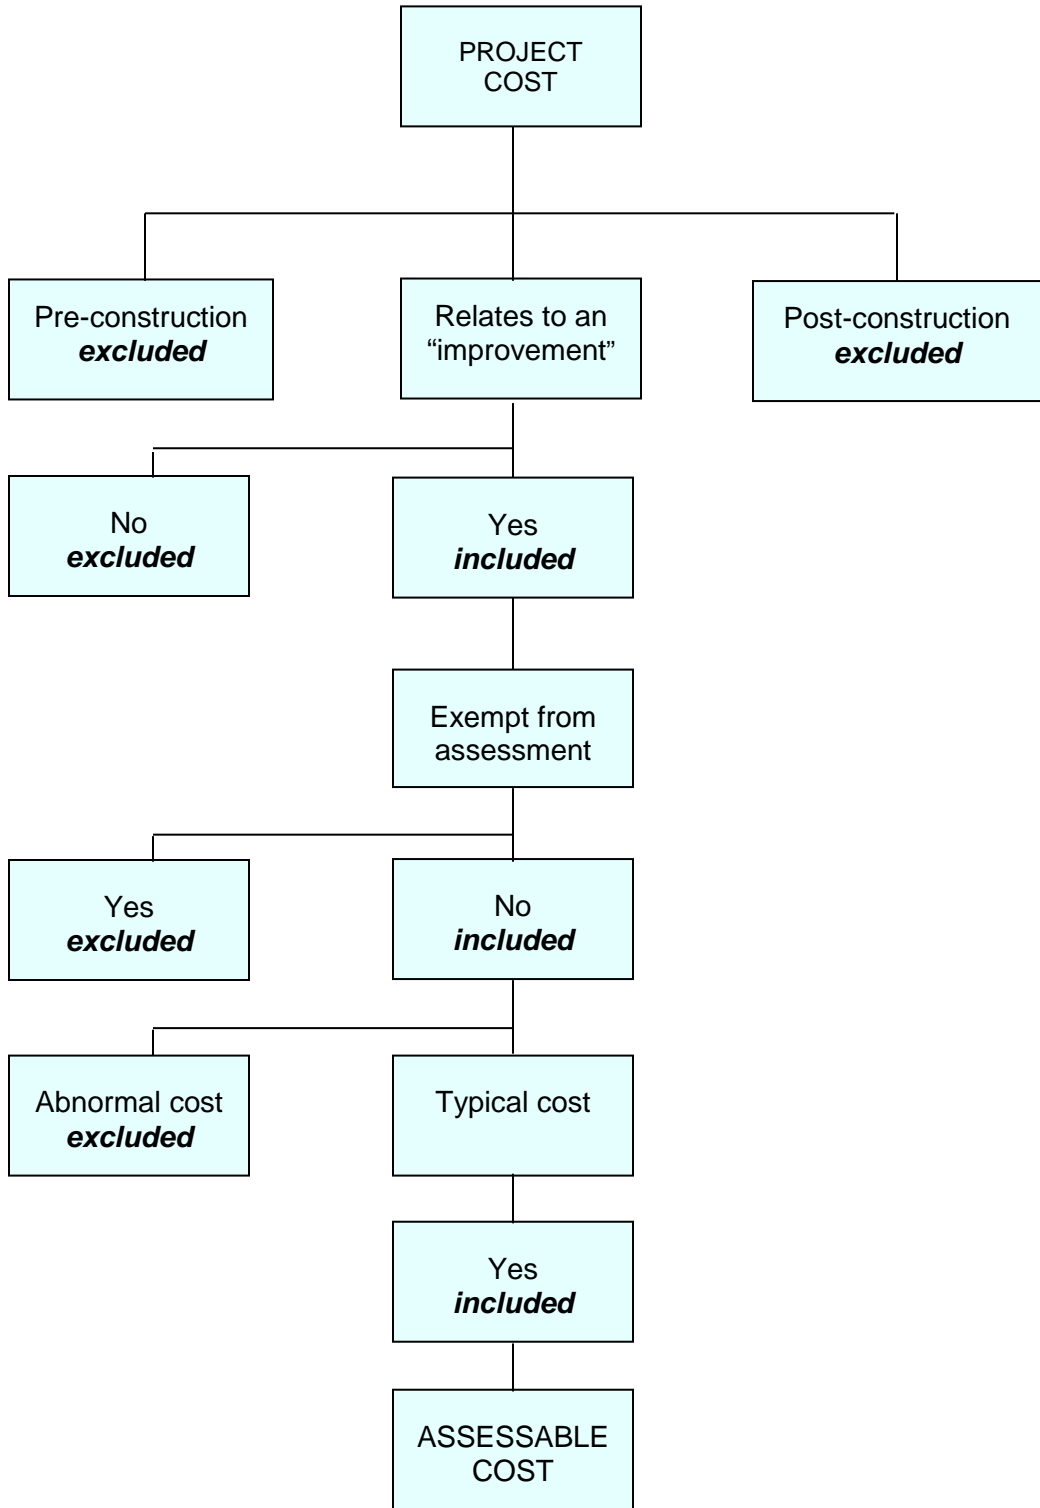 PROJECT
COST
Pre-construction
excluded
Relates to an
“improvement”
Post-construction
excluded
No
excluded
Yes
included
Exempt from
assessment
Yes
excluded
No
included
Abnormal cost
excluded
Typical cost
Yes
included
ASSESSABLE
COST